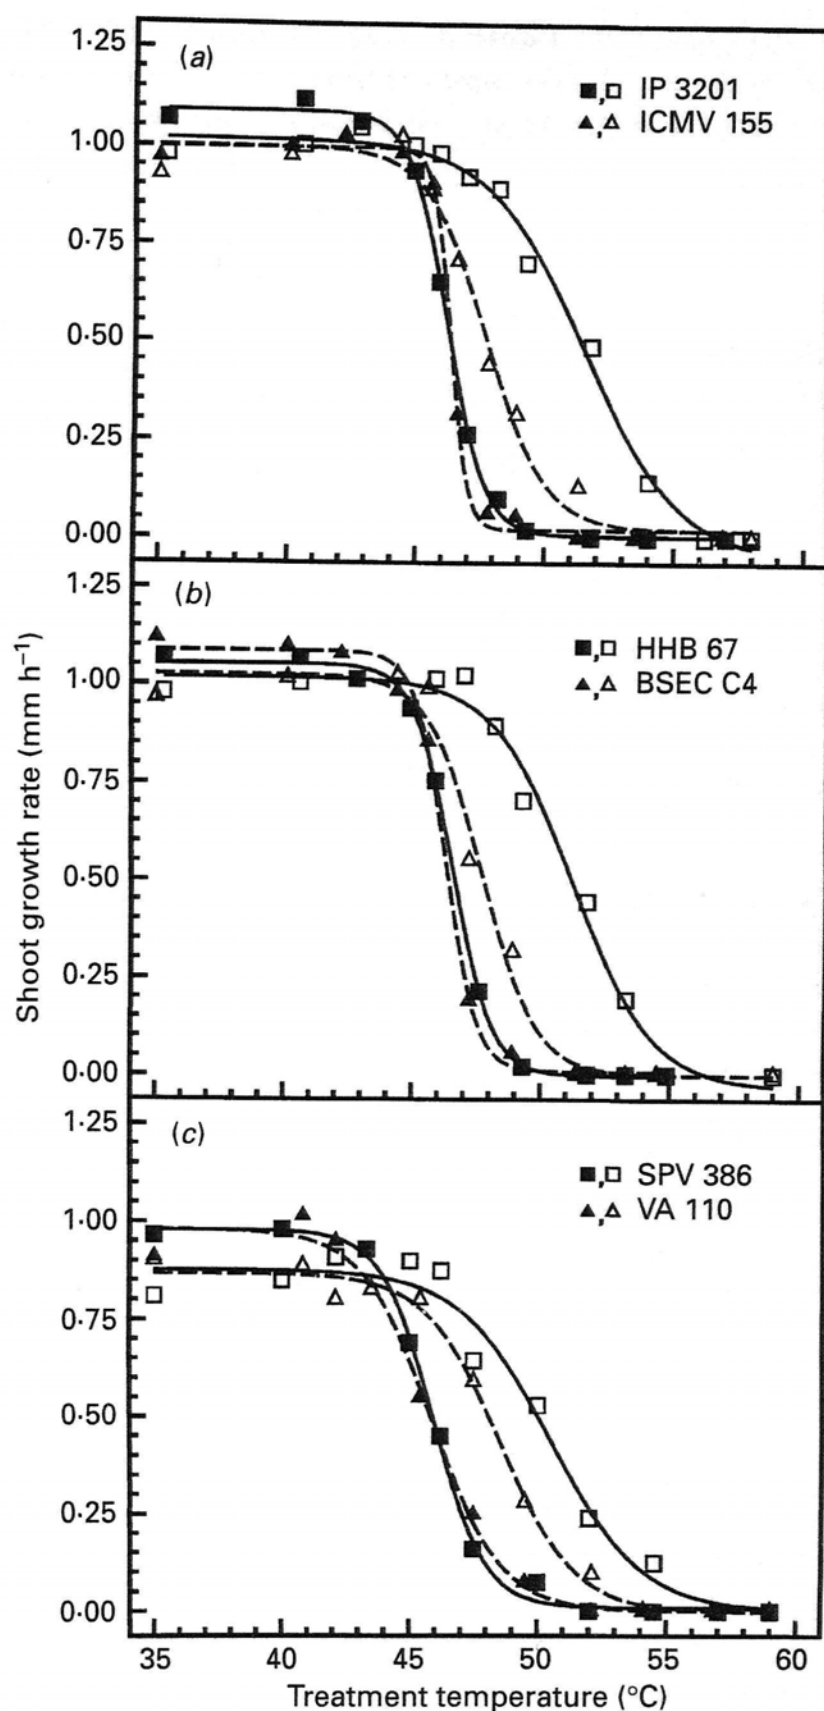 (a)
■,□ IP 3201
▲,△ ICMV 155
1·25
1·00
0·75
0·50
0·25
0·00
(b)
■,□ HHB 67
▲,△ BSEC C4
1·25
1·00
0·75
0·50
0·25
0·00
Shoot growth rate (mm h⁻¹)
(c)
■,□ SPV 386
▲,△ VA 110
1·25
1·00
0·75
0·50
0·25
0·00
35 40 45 50 55 60
Treatment temperature (°C)